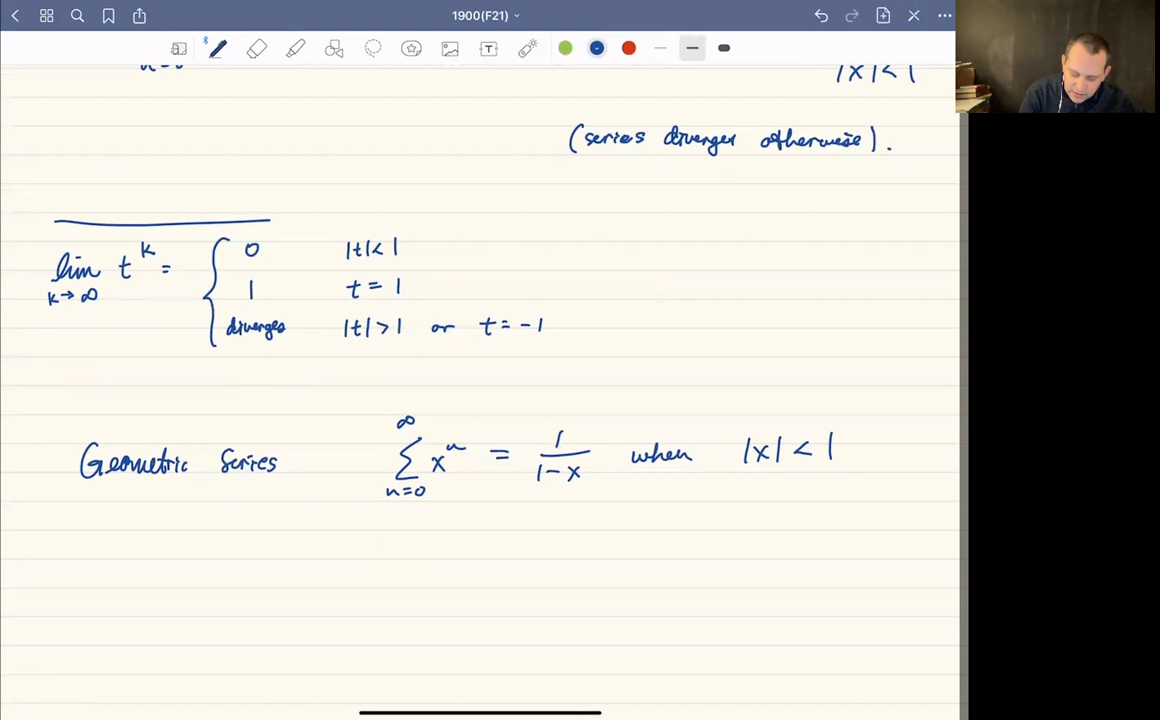 1900(F21)
n=0
|x| < 1
(series diverges otherwise).
lim t^k = { 0 |t| < 1
k→∞ 1 t = 1
diverges |t| > 1 or t = -1
Geometric Series ∑_{n=0}^{∞} x^n = 1/(1-x) when |x| < 1